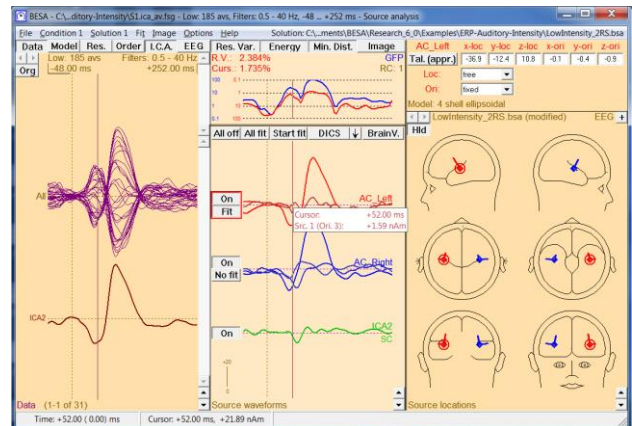 BESA - C:\...ditory-Intensity\S1.ica_av.fsg - Low: 185 avs, Filters: 0.5 - 40 Hz, -48 ... +252 ms - Source analysis
File Condition 1 Solution 1 Fit Image Options Help Solution: C:\...ments\BESA\Research_6_0\Examples\ERP-Auditory-Intensity\LowIntensity_2RS.bsa
Data Model Res. Order I.C.A. EEG Res. Var. Energy Min. Dist. Image AC_Left x-loc y-loc z-loc x-ori y-ori z-ori
Low: 185 avs Filters: 0.5 - 40 Hz R.V.: 2.384% GFP Tal. (appr.) -36.9 -12.4 10.8 -0.1 -0.4 -0.9
Org -48.00 ms +252.00 ms Curs.: 1.735% RC: 1
Loc: free
Ori: fixed
Model: 4 shell ellipsoidal
LowIntensity_2RS.bsa (modified) EEG +
All off All fit Start fit DICS BrainV. Hld
All
On AC_Left
Fit
Cursor: +52.00 ms
Src. 1 (Ori. 3): +1.59 nAm
On AC_Right
No fit
ICA2
On ICA2
SC
+20
Data (1-1 of 31) Source waveforms Source locations
Time: +52.00 ( 0.00) ms Cursor: +52.00 ms, +21.89 nAm